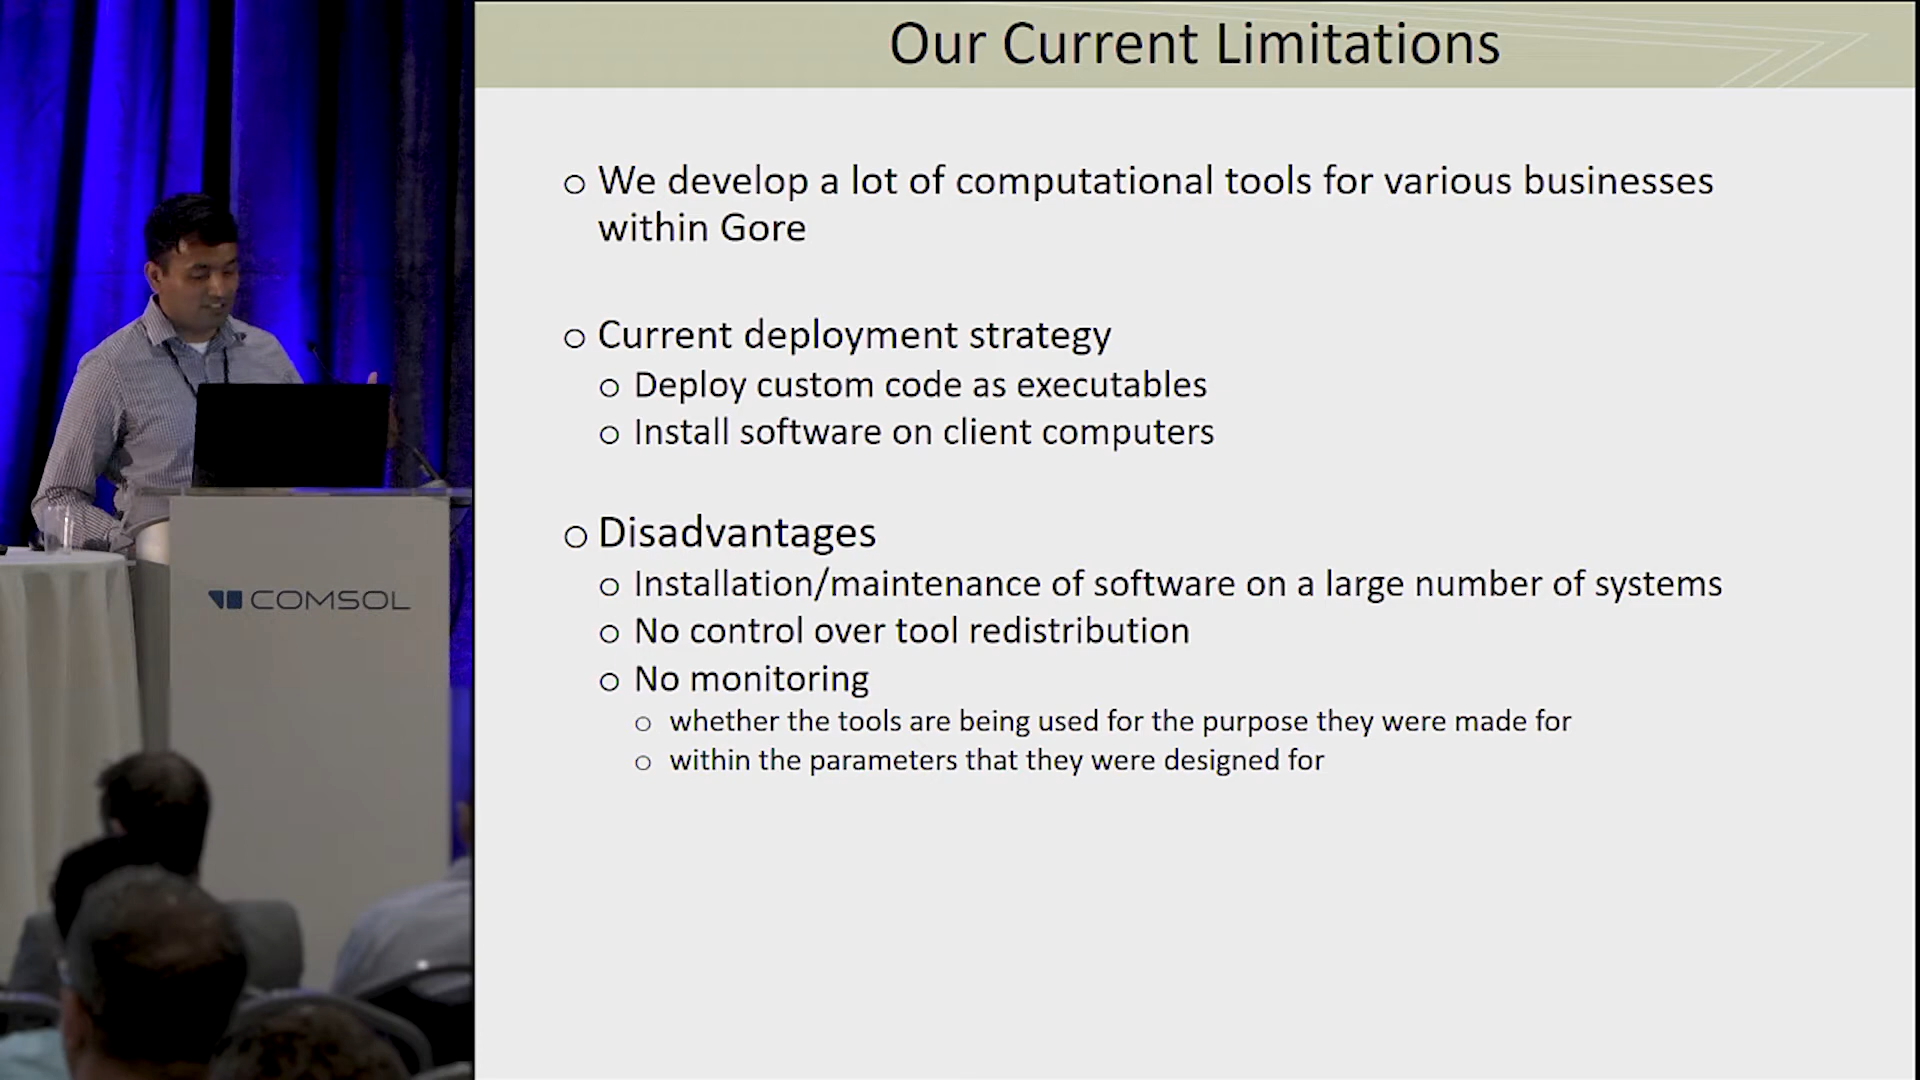 Our Current Limitations
o We develop a lot of computational tools for various businesses
within Gore
o Current deployment strategy
o Deploy custom code as executables
o Install software on client computers
o Disadvantages
o Installation/maintenance of software on a large number of systems
o No control over tool redistribution
o No monitoring
o whether the tools are being used for the purpose they were made for
o within the parameters that they were designed for
COMSOL